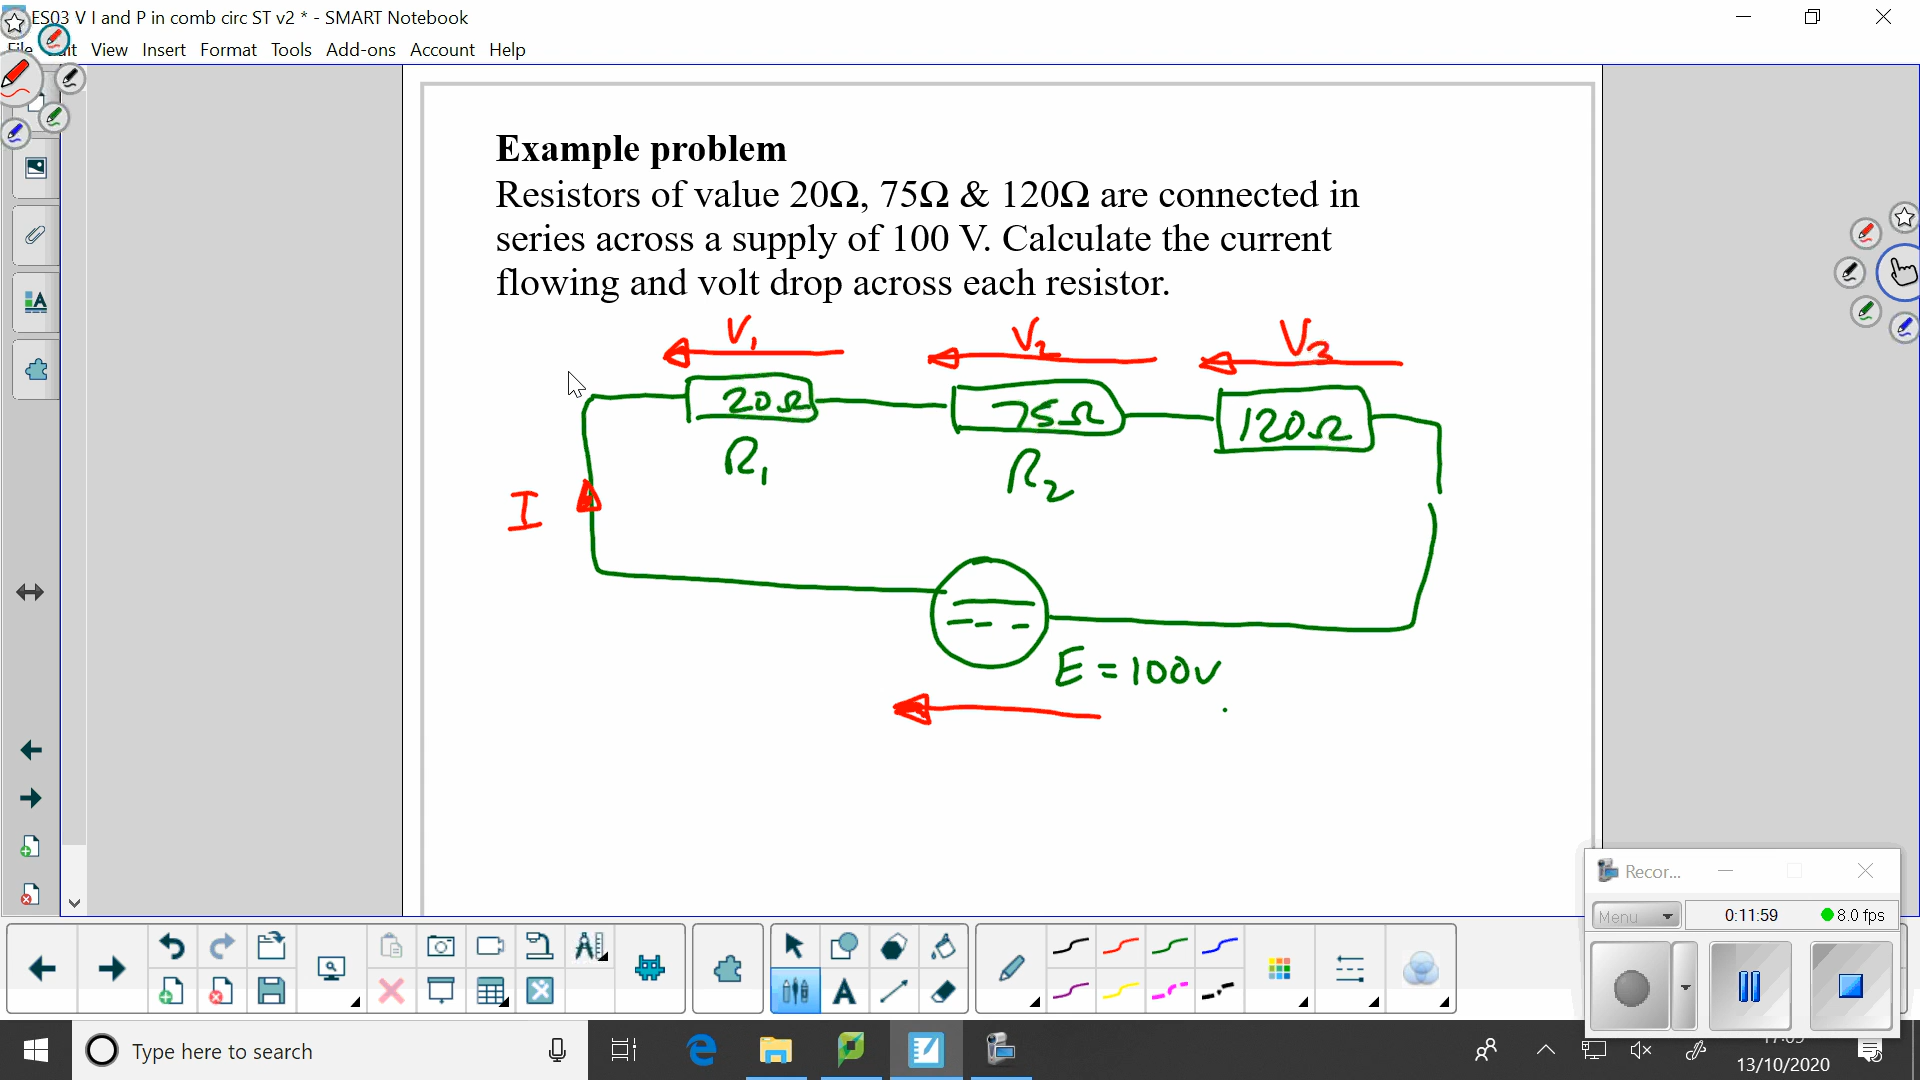 ES03 V I and P in comb circ ST v2 * - SMART Notebook
File Edit View Insert Format Tools Add-ons Account Help
Example problem
Resistors of value 20Ω, 75Ω & 120Ω are connected in
series across a supply of 100 V. Calculate the current
flowing and volt drop across each resistor.
V1 V2 V3
20Ω 75Ω 120Ω
R1 R2
I
E = 100V
Recor...
Menu 0:11:59 8.0 fps
Type here to search
13/10/2020